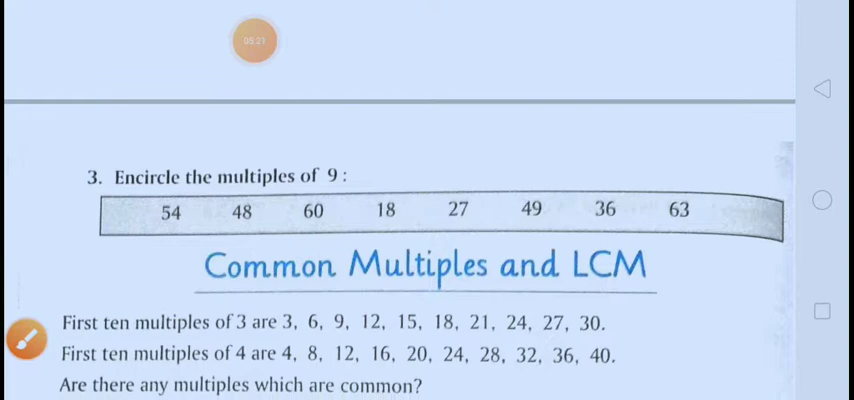 05:21
3. Encircle the multiples of 9 :
54 48 60 18 27 49 36 63
Common Multiples and LCM
First ten multiples of 3 are 3, 6, 9, 12, 15, 18, 21, 24, 27, 30.
First ten multiples of 4 are 4, 8, 12, 16, 20, 24, 28, 32, 36, 40.
Are there any multiples which are common?